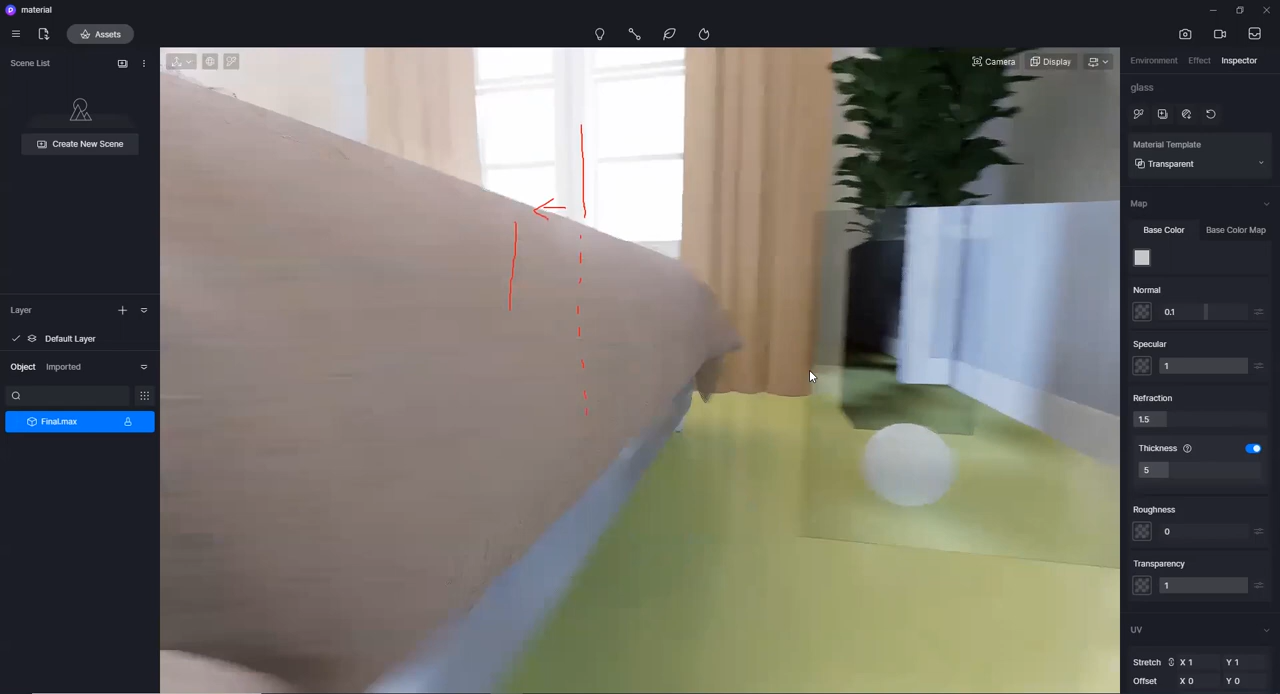 material
Assets
Scene List
Create New Scene
Layer
Default Layer
Object Imported
Final.max
Camera
Display
Environment Effect Inspector
glass
Material Template
Transparent
Map
Base Color Base Color Map
Normal
0.1
Specular
1
Refraction
1.5
Thickness
5
Roughness
0
Transparency
1
UV
Stretch X 1 Y 1
Offset X 0 Y 0